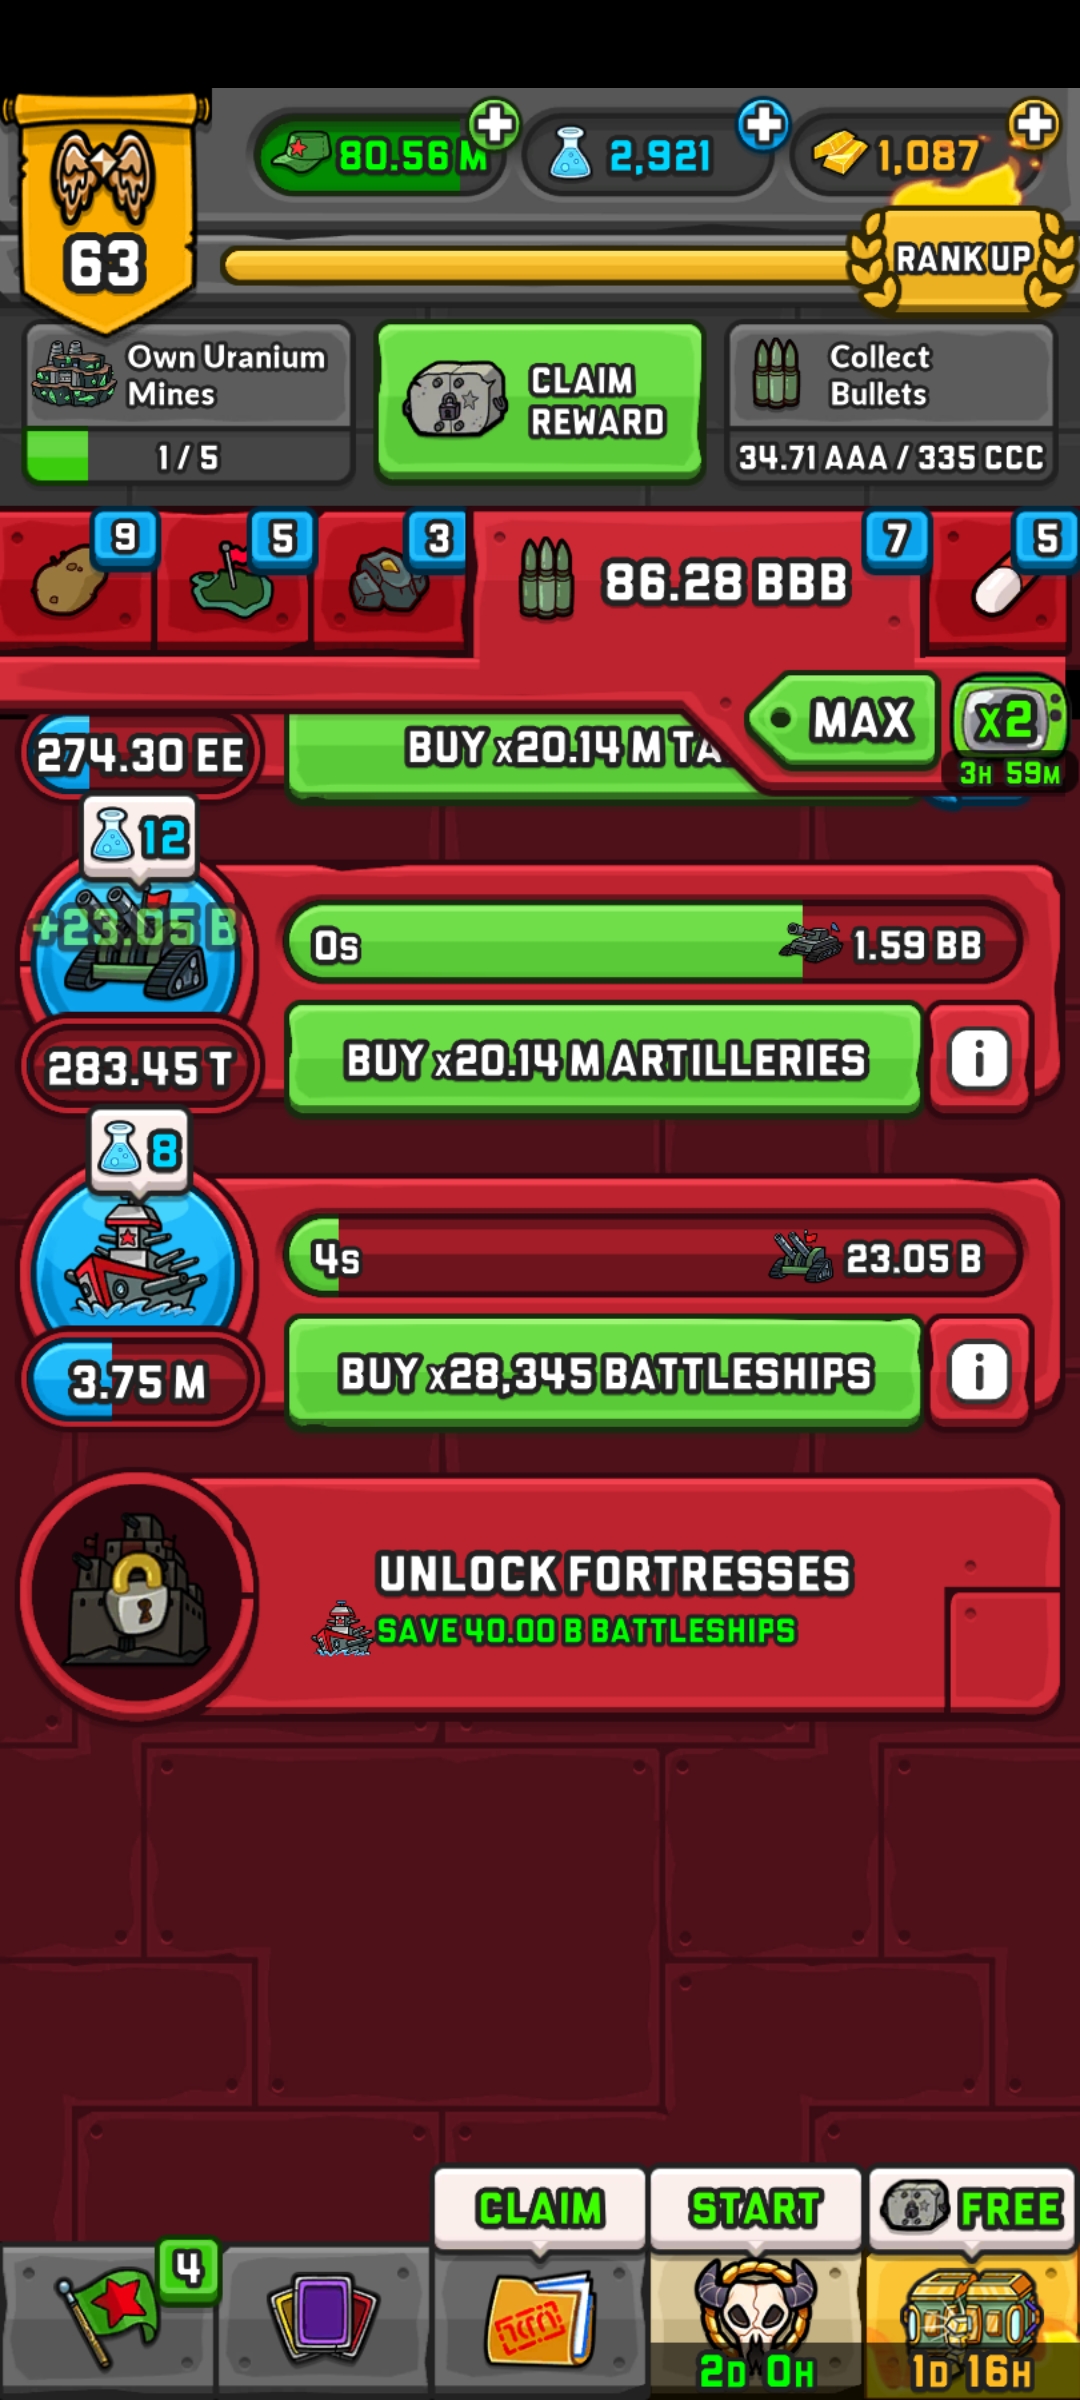 80.56 M
2,921
1,087
63
RANK UP
Own Uranium
Mines
1 / 5
CLAIM
REWARD
Collect
Bullets
34.71 AAA / 335 CCC
9
5
3
86.28 BBB
7
5
MAX
x2
3H 59M
274.30 EE
BUY x20.14 M TA
12
+23.05 B
0s
1.59 BB
283.45 T
BUY x20.14 M ARTILLERIES
i
8
4s
23.05 B
3.75 M
BUY x28,345 BATTLESHIPS
i
UNLOCK FORTRESSES
SAVE 40.00 B BATTLESHIPS
CLAIM
START
FREE
4
2D 0H
1D 16H